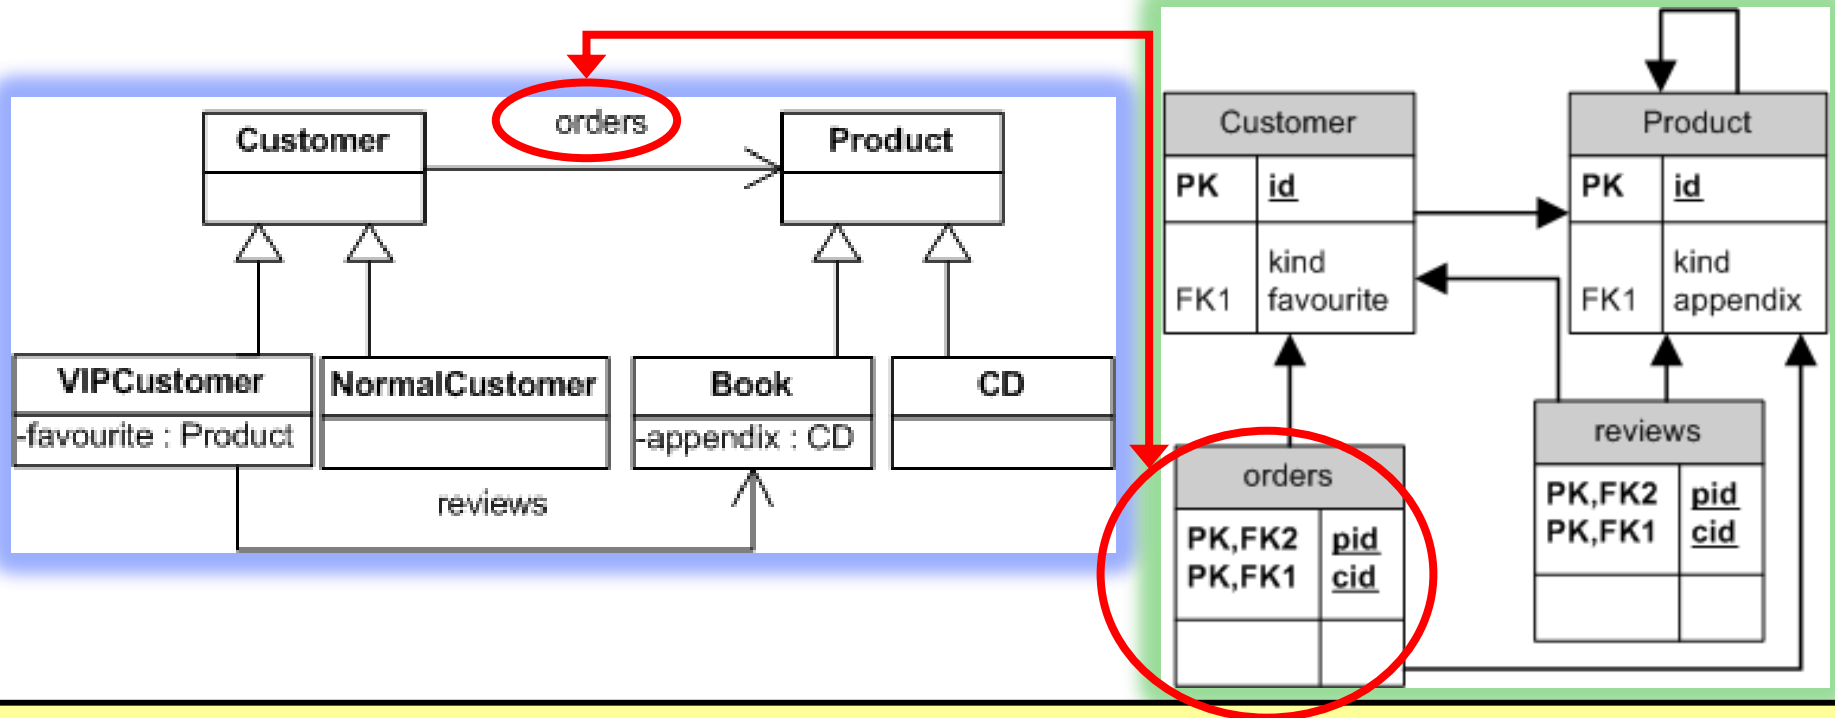 orders
Customer
Product
VIPCustomer
-favourite : Product
NormalCustomer
Book
-appendix : CD
CD
reviews
Customer
PK id
kind
FK1 favourite
Product
PK id
kind
FK1 appendix
orders
PK,FK2 pid
PK,FK1 cid
reviews
PK,FK2 pid
PK,FK1 cid